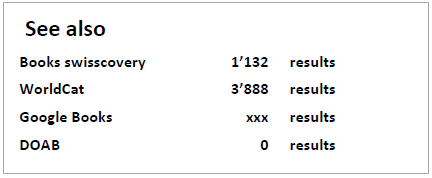 See also
Books swisscovery 1’132 results
WorldCat 3’888 results
Google Books xxx results
DOAB 0 results